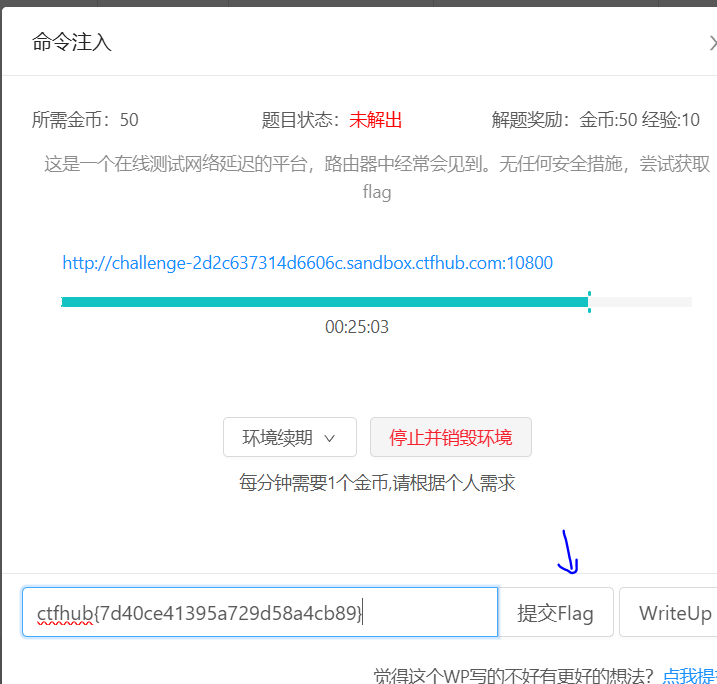 命令注入
所需金币：50 题目状态：未解出 解题奖励：金币:50 经验:10
这是一个在线测试网络延迟的平台，路由器中经常会见到。无任何安全措施，尝试获取
flag
http://challenge-2d2c637314d6606c.sandbox.ctfhub.com:10800
00:25:03
环境续期 停止并销毁环境
每分钟需要1个金币,请根据个人需求
ctfhub{7d40ce41395a729d58a4cb89} 提交Flag WriteUp
觉得这个WP写的不好有更好的想法？点我提